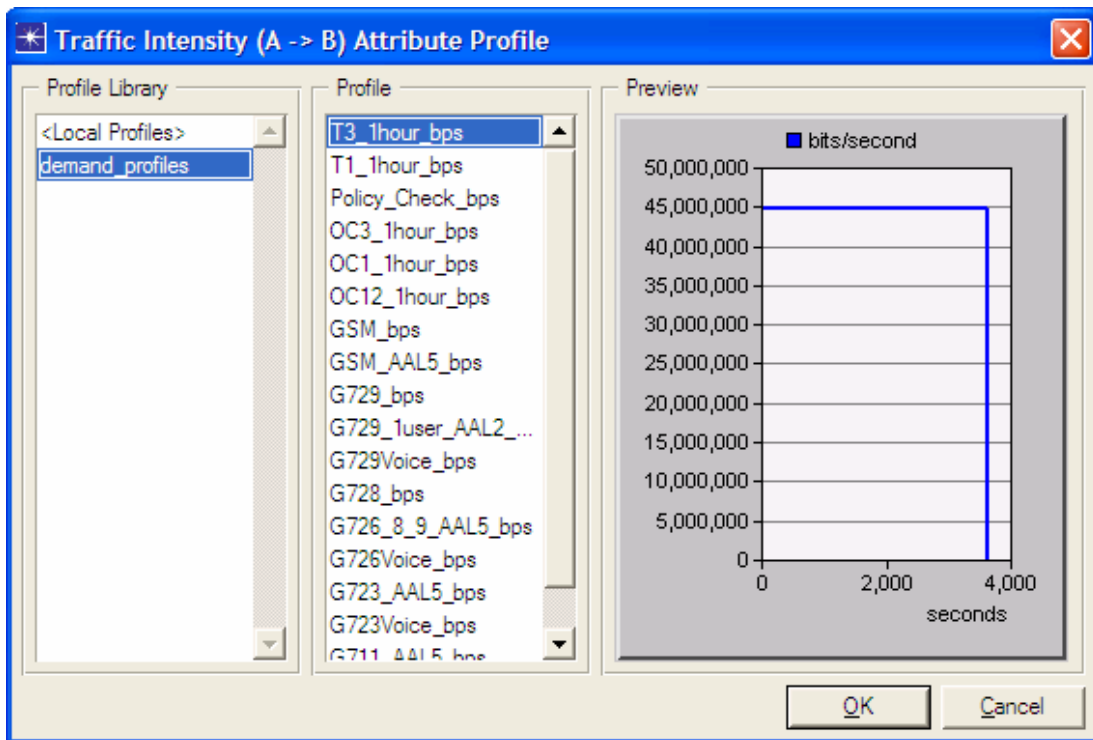 Traffic Intensity (A -> B) Attribute Profile
Profile Library
<Local Profiles>
demand_profiles
Profile
T3_1hour_bps
T1_1hour_bps
Policy_Check_bps
OC3_1hour_bps
OC1_1hour_bps
OC12_1hour_bps
GSM_bps
GSM_AAL5_bps
G729_bps
G729_1user_AAL2_...
G729Voice_bps
G728_bps
G726_8_9_AAL5_bps
G726Voice_bps
G723_AAL5_bps
G723Voice_bps
G711_AAL5_bps
Preview
bits/second
50,000,000
45,000,000
40,000,000
35,000,000
30,000,000
25,000,000
20,000,000
15,000,000
10,000,000
5,000,000
0
0 2,000 4,000
seconds
OK Cancel